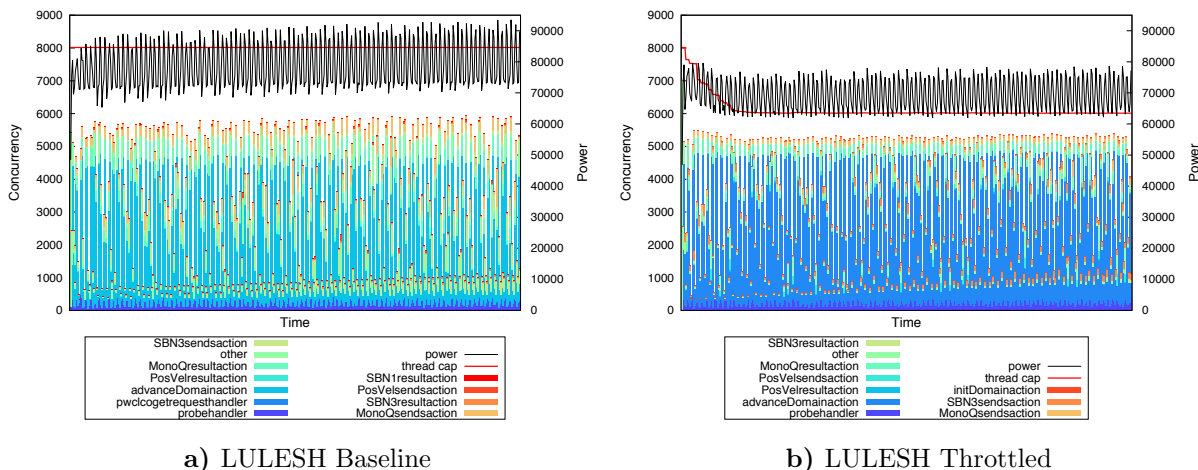 9000
8000
7000
6000
5000
4000
3000
2000
1000
0
Concurrency
90000
80000
70000
60000
50000
40000
30000
20000
10000
0
Power
Time
SBN3sendsaction
other
MonoQresultaction
PosVelresultaction
advanceDomainaction
pwclcogetrequesthandler
probehandler
power
thread cap
SBN1resultaction
PosVelsendsaction
SBN3resultaction
MonoQsendsaction
a) LULESH Baseline
9000
8000
7000
6000
5000
4000
3000
2000
1000
0
Concurrency
90000
80000
70000
60000
50000
40000
30000
20000
10000
0
Power
Time
SBN3resultaction
other
MonoQresultaction
PosVelsendsaction
PosVelresultaction
advanceDomainaction
probehandler
power
thread cap
initDomainaction
SBN3sendsaction
MonoQsendsaction
b) LULESH Throttled